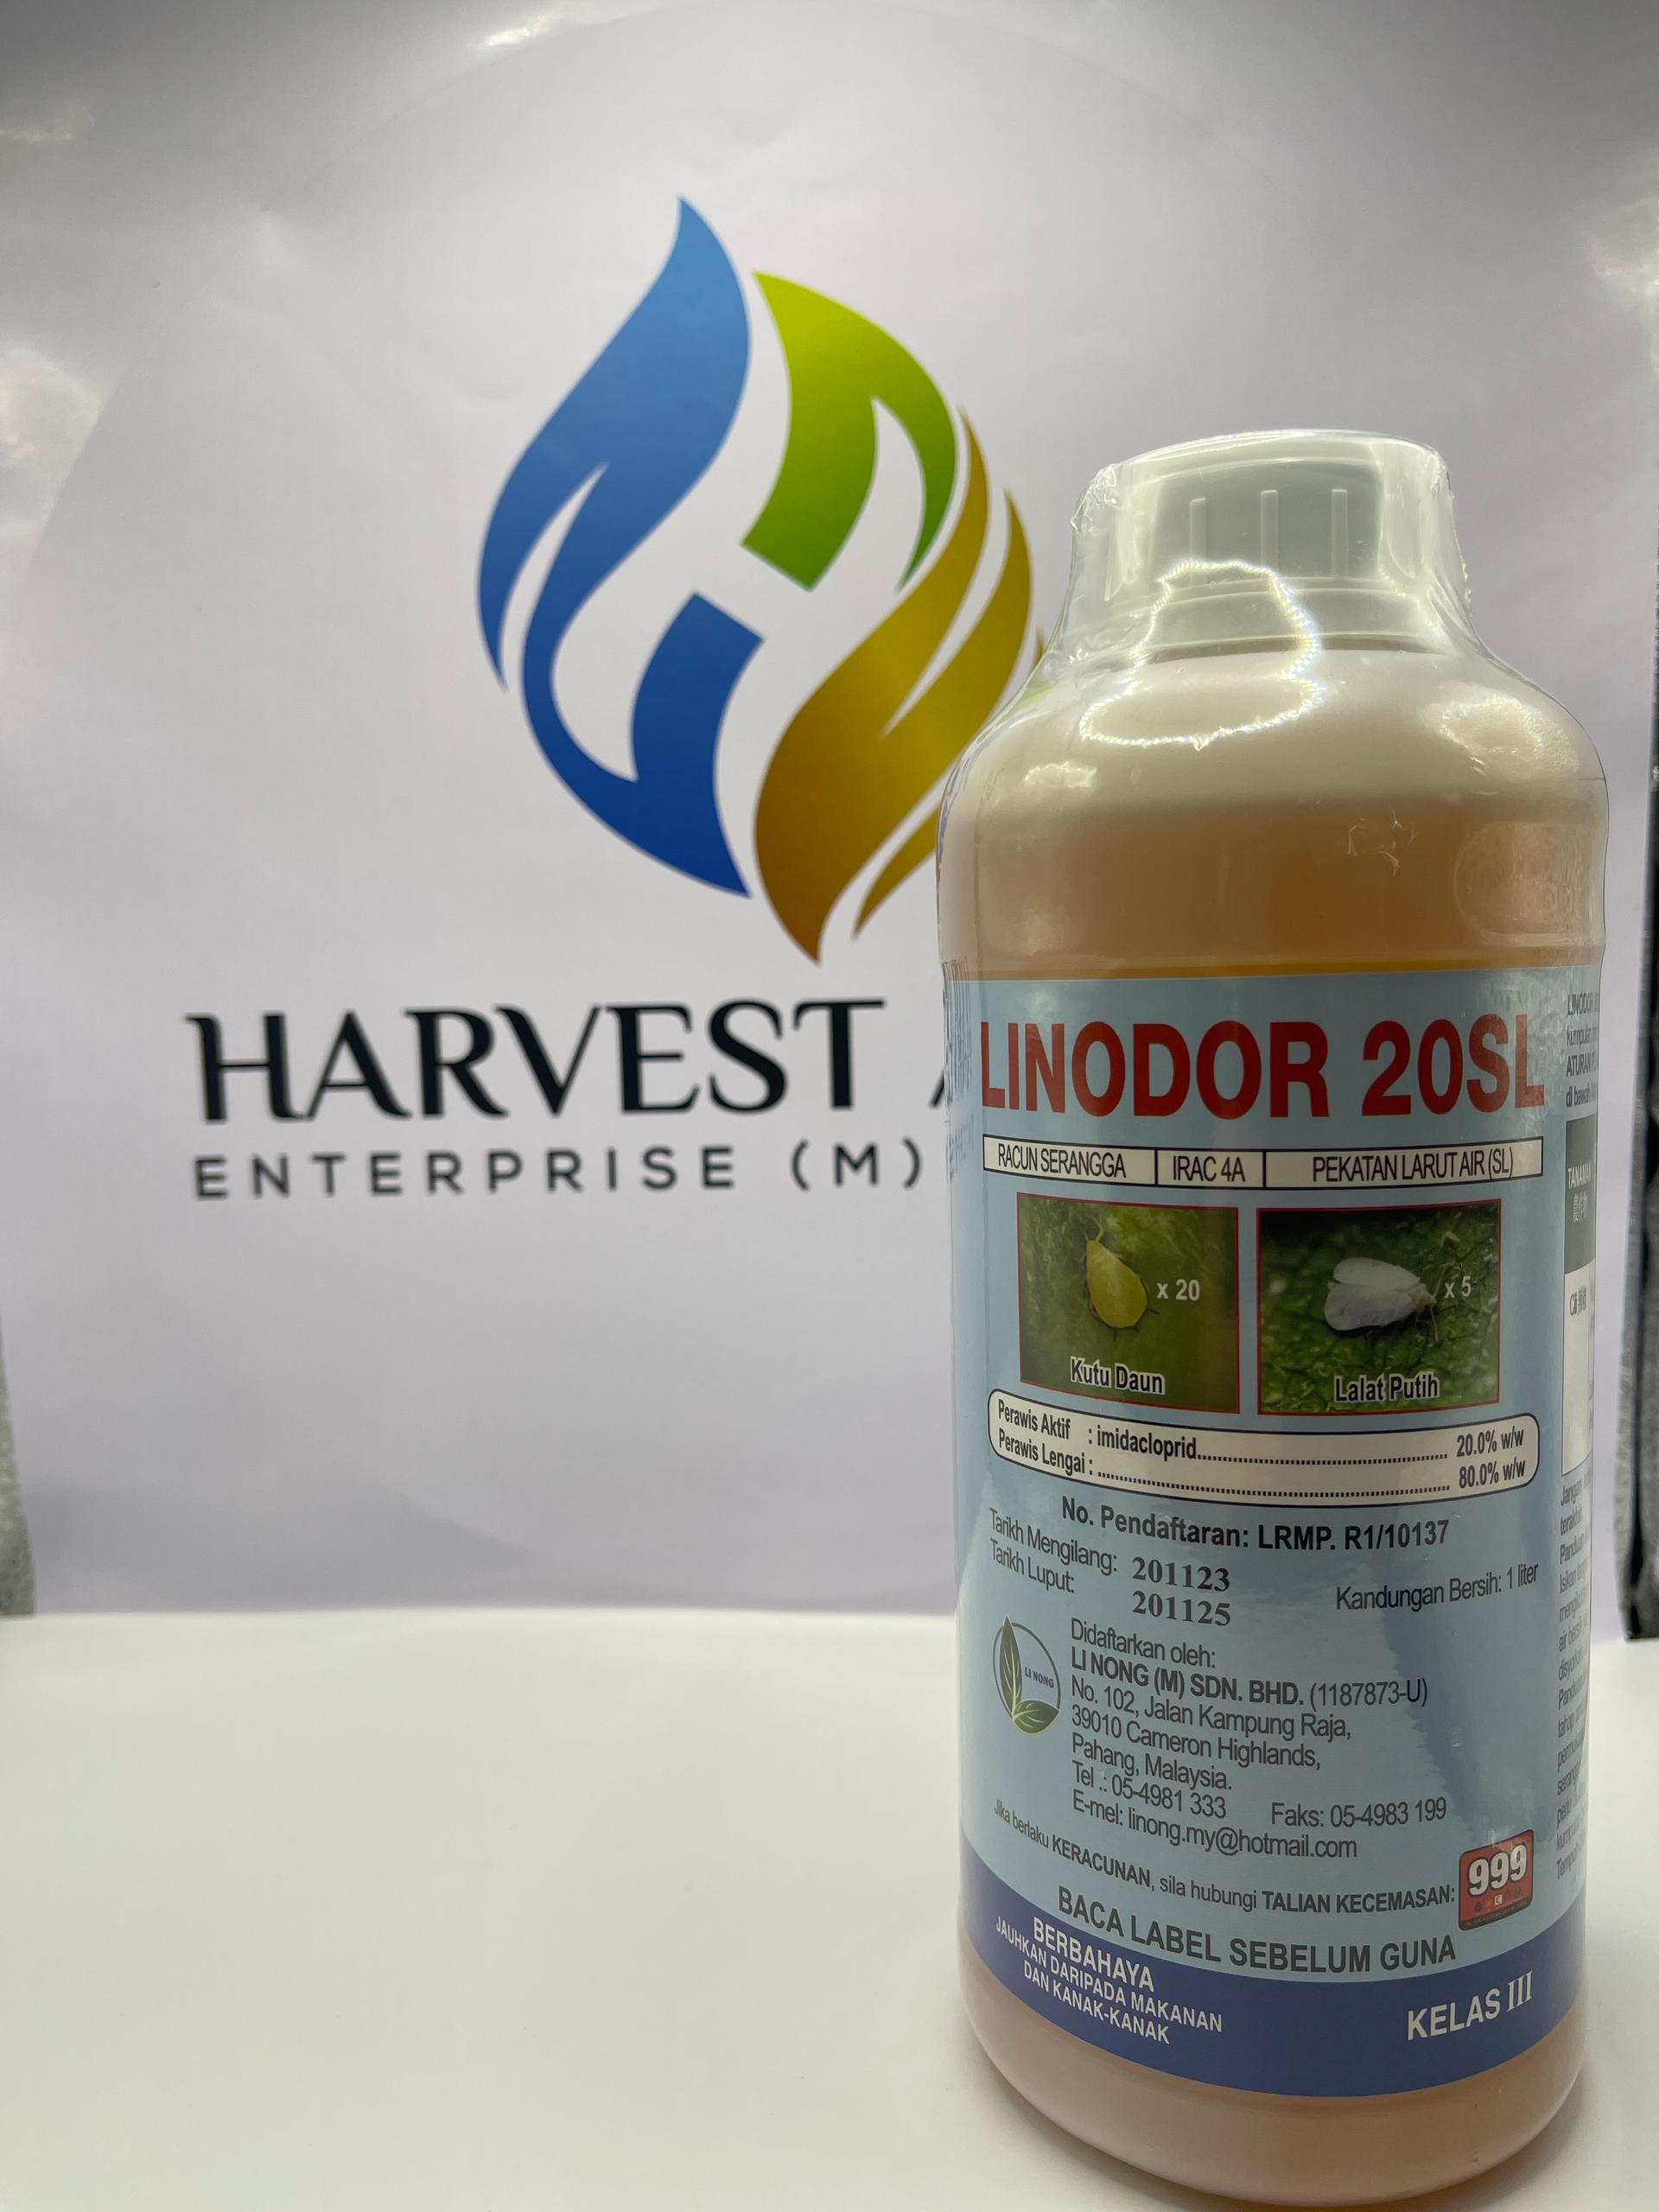 HARVEST
ENTERPRISE (M)
LINODOR 20SL
RACUN SERANGGA IRAC 4A PEKATAN LARUT AIR (SL)
x 20
x 5
Kutu Daun
Lalat Putih
Perawis Aktif : imidacloprid 20.0% w/w
Perawis Lengai : 80.0% w/w
No. Pendaftaran: LRMP. R1/10137
Tarikh Mengilang: 201123
Tarikh Luput: 201125
Kandungan Bersih: 1 liter
LI NONG
Didaftarkan oleh:
LI NONG (M) SDN. BHD. (1187873-U)
No. 102, Jalan Kampung Raja,
39010 Cameron Highlands,
Pahang, Malaysia.
Tel .: 05-4981 333 Faks: 05-4983 199
E-mel: linong.my@hotmail.com
Jika berlaku KERACUNAN, sila hubungi TALIAN KECEMASAN: 999
BACA LABEL SEBELUM GUNA
BERBAHAYA
JAUHKAN DARIPADA MAKANAN
DAN KANAK-KANAK
KELAS III
TANAMAN